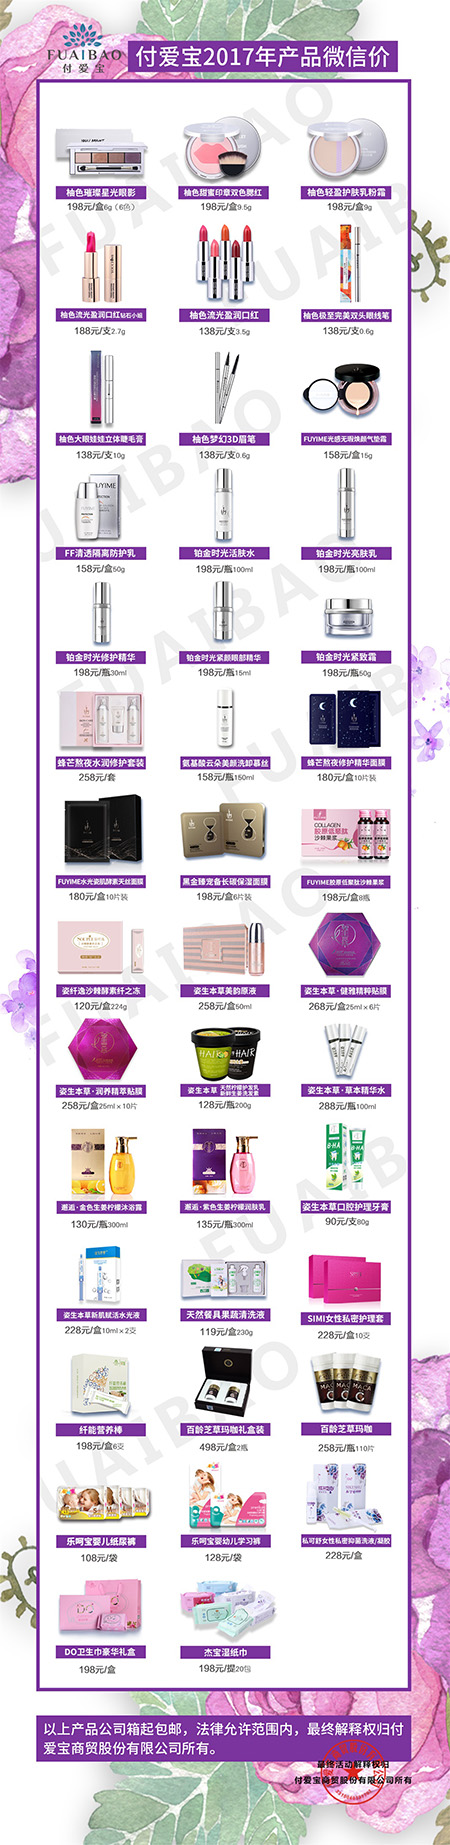 FUAIBAO
付爱宝
付爱宝2017年产品微信价
柚色璀璨星光眼影
198元/盒6g（6色）
柚色甜蜜印章双色腮红
198元/盒9.5g
柚色轻盈护肤乳粉霜
198元/盒9g
柚色流光盈润口红钻石小姐
188元/支2.7g
柚色流光盈润口红
138元/支3.5g
柚色极至完美双头眼线笔
138元/支0.6g
柚色大眼娃娃立体睫毛膏
138元/支10g
柚色梦幻3D眉笔
138元/支0.6g
FUYIME光感无瑕焕颜气垫霜
158元/盒15g
FF清透隔离防护乳
158元/盒50g
铂金时光活肤水
198元/瓶100ml
铂金时光亮肤乳
198元/瓶100ml
铂金时光修护精华
198元/瓶30ml
铂金时光紧颜眼部精华
198元/瓶15ml
铂金时光紧致霜
198元/瓶50g
蜂芒熬夜水润修护套装
258元/套
氨基酸云朵美颜洗卸慕丝
158元/瓶150ml
蜂芒熬夜修护精华面膜
180元/盒10片装
FUYIME水光姿肌酵素天丝面膜
180元/盒10片装
黑金臻宠备长碳保湿面膜
198元/盒6片装
COLLAGEN
胶原低聚肽
沙棘果浆
FUYIME胶原低聚肽沙棘果浆
198元/盒8瓶
姿纤逸沙棘酵素纤之冻
120元/盒224g
姿生本草美韵原液
258元/盒50ml
姿生本草·健雅精粹贴膜
268元/盒25ml×6片
姿生本草·润养精萃贴膜
258元/盒25ml×10片
姿生本草 天然柠檬护发乳
新鲜生姜洗发素
128元/瓶200g
姿生本草·草本精华水
288元/瓶100ml
邂逅·金色生姜柠檬沐浴露
130元/瓶300ml
邂逅·紫色生姜柠檬润肤乳
135元/瓶300ml
姿生本草口腔护理牙膏
90元/支80g
姿生本草新肌赋活水光液
228元/盒10ml×2支
天然餐具果蔬清洗液
119元/盒230g
SIMI女性私密护理套
228元/盒10支
纤能营养棒
198元/盒6支
百龄芝草玛咖礼盒装
498元/盒2瓶
百龄芝草玛咖
258元/瓶110片
乐呵宝婴儿纸尿裤
108元/袋
乐呵宝婴幼儿学习裤
128元/袋
私可舒女性私密抑菌洗液/凝胶
228元/盒
DO卫生巾豪华礼盒
198元/盒
杰宝湿纸巾
198元/提20包
以上产品公司箱起包邮，法律允许范围内，最终解释权归付
爱宝商贸股份有限公司所有。
最终活动解释权归
付爱宝商贸股份有限公司所有